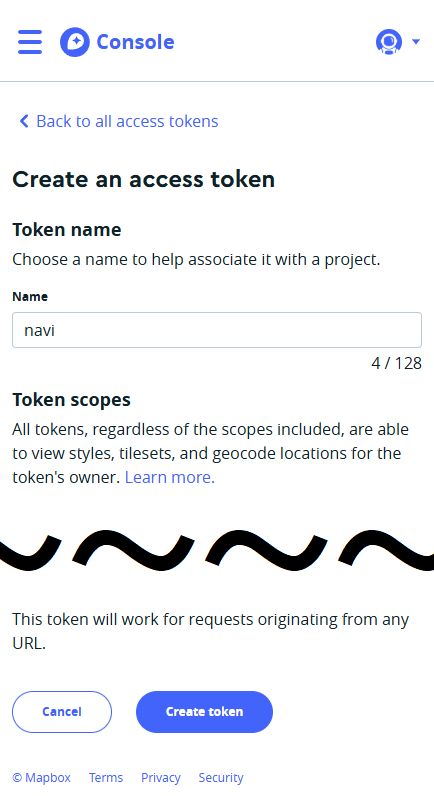 Console
Back to all access tokens
Create an access token
Token name
Choose a name to help associate it with a project.
Name
navi
4 / 128
Token scopes
All tokens, regardless of the scopes included, are able
to view styles, tilesets, and geocode locations for the
token's owner. Learn more.
This token will work for requests originating from any
URL.
Cancel
Create token
© Mapbox Terms Privacy Security